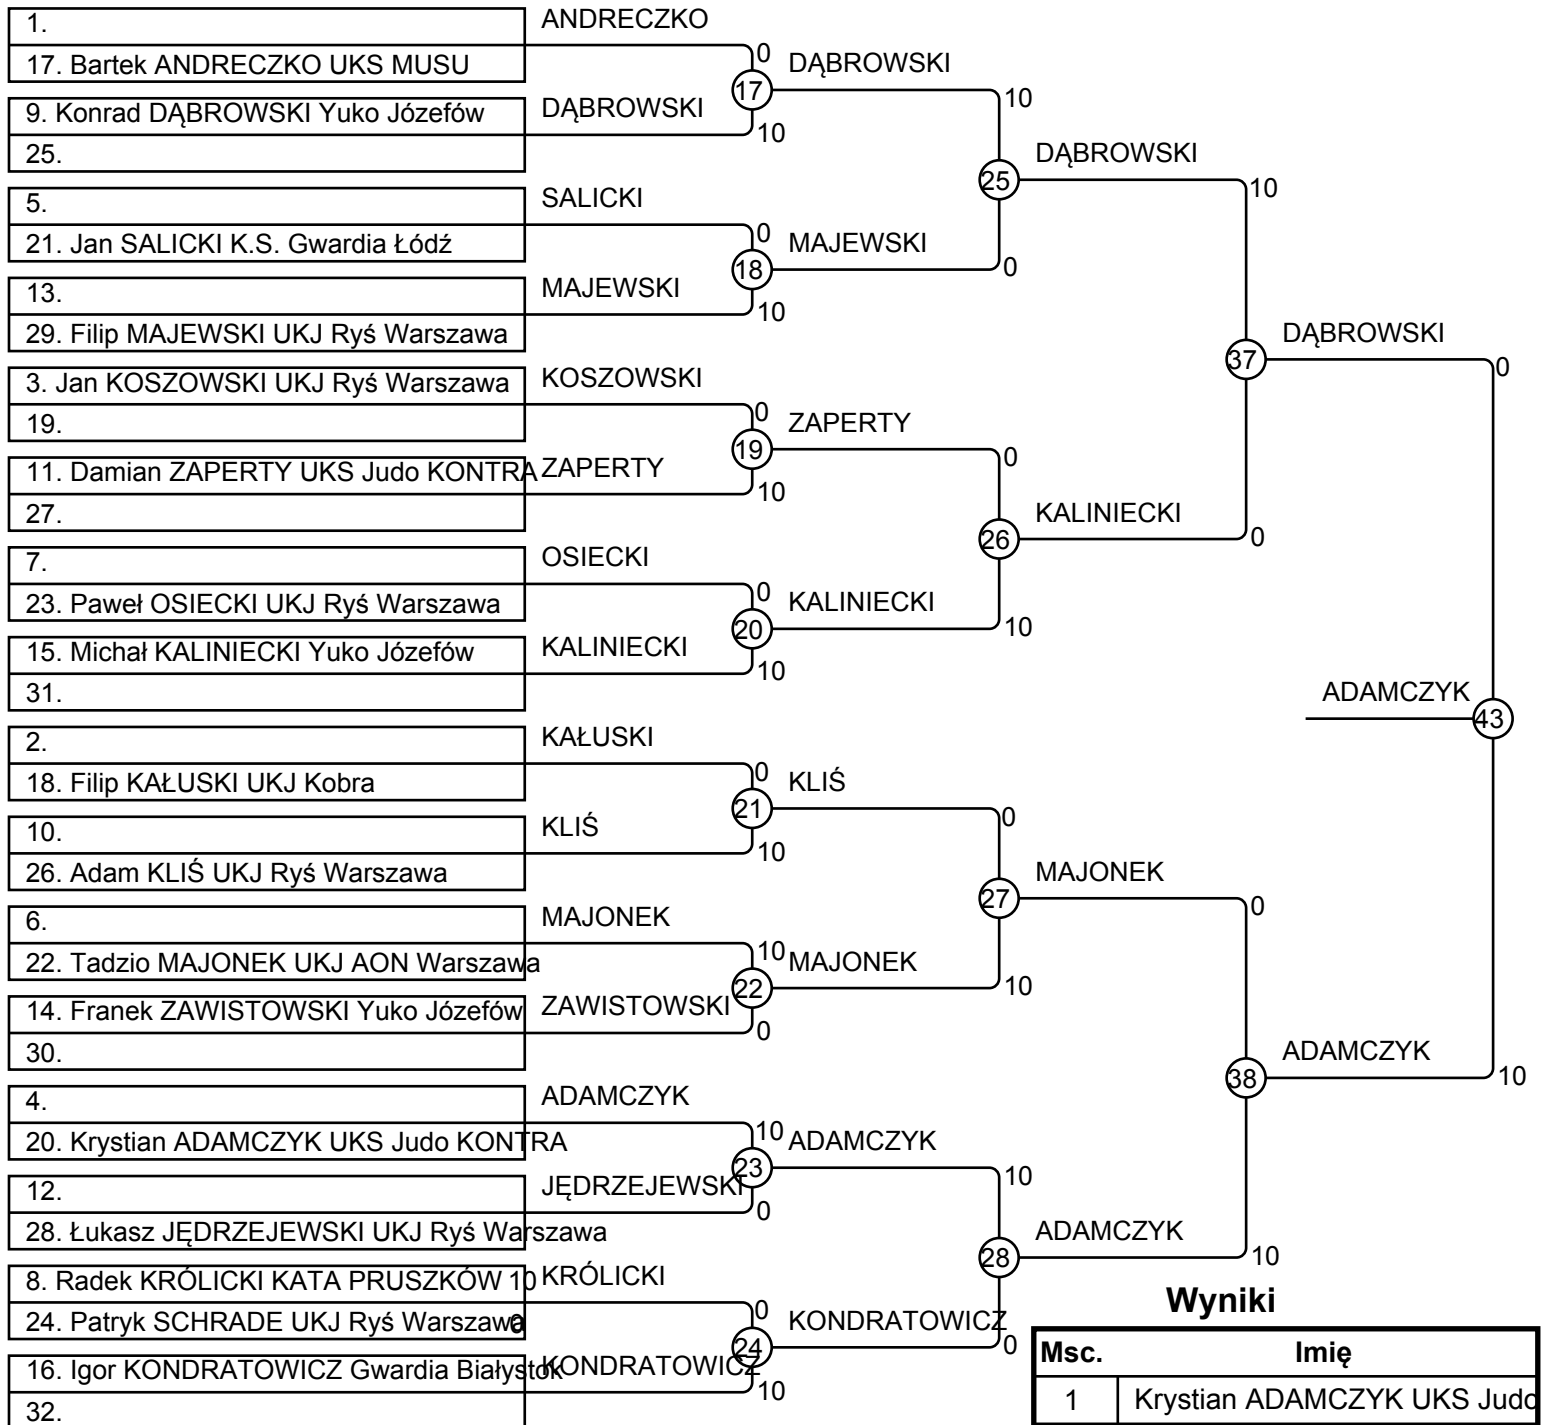 1.
17. Bartek ANDRECZKO UKS MUSU
9. Konrad DĄBROWSKI Yuko Józefów
25.
5.
21. Jan SALICKI K.S. Gwardia Łódź
13.
29. Filip MAJEWSKI UKJ Ryś Warszawa
3. Jan KOSZOWSKI UKJ Ryś Warszawa
19.
11. Damian ZAPERTY UKS Judo KONTRA
27.
7.
23. Paweł OSIECKI UKJ Ryś Warszawa
15. Michał KALINIECKI Yuko Józefów
31.
2.
18. Filip KAŁUSKI UKJ Kobra
10.
26. Adam KLIŚ UKJ Ryś Warszawa
6.
22. Tadzio MAJONEK UKJ AON Warszawa
14. Franek ZAWISTOWSKI Yuko Józefów
30.
4.
20. Krystian ADAMCZYK UKS Judo KONTRA
12.
28. Łukasz JĘDRZEJEWSKI UKJ Ryś Warszawa
8. Radek KRÓLICKI KATA PRUSZKÓW 10
24. Patryk SCHRADE UKJ Ryś Warszawa 0
16. Igor KONDRATOWICZ Gwardia Białystok
32.
ANDRECZKO
0
17
DĄBROWSKI
10
SALICKI
0
18
MAJEWSKI
10
KOSZOWSKI
0
19
ZAPERTY
10
OSIECKI
0
20
KALINIECKI
10
KAŁUSKI
0
21
KLIŚ
10
MAJONEK
10
22
ZAWISTOWSKI
0
ADAMCZYK
10
23
JĘDRZEJEWSKI
0
KRÓLICKI
0
24
KONDRATOWICZ
10
DĄBROWSKI
10
25
MAJEWSKI
0
ZAPERTY
0
26
KALINIECKI
10
KLIŚ
0
27
MAJONEK
10
ADAMCZYK
10
28
KONDRATOWICZ
0
DĄBROWSKI
10
37
KALINIECKI
0
MAJONEK
0
38
ADAMCZYK
10
DĄBROWSKI
0
ADAMCZYK
43
ADAMCZYK
10
Wyniki
Msc. Imię
1 Krystian ADAMCZYK UKS Judo